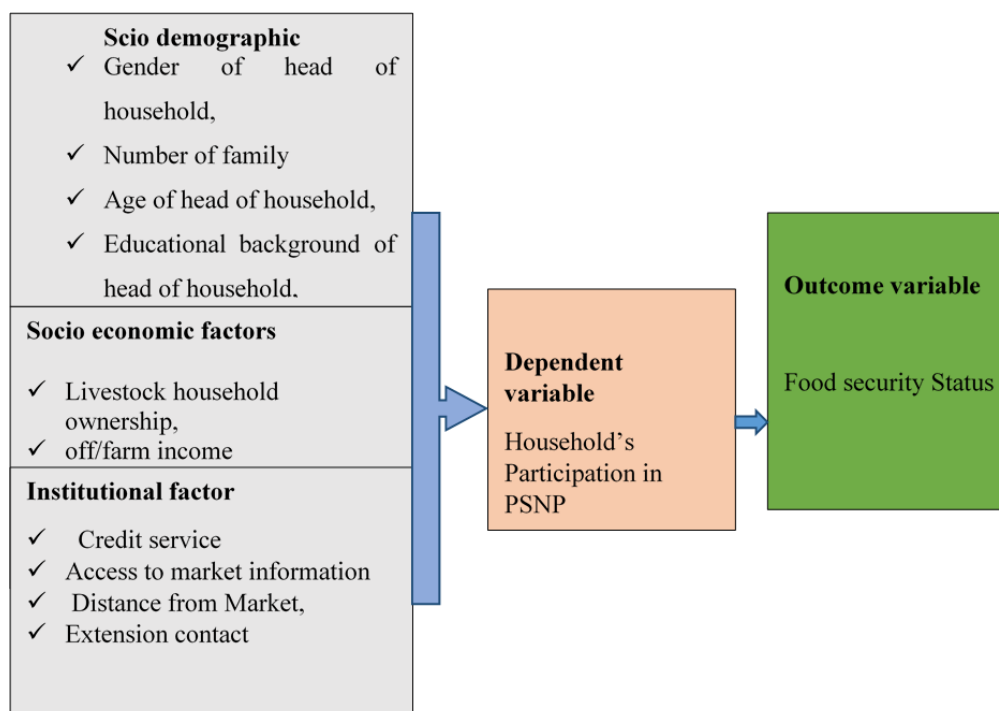 Scio demographic
✓ Gender of head of
household,
✓ Number of family
✓ Age of head of household,
✓ Educational background of
head of household,
Socio economic factors
✓ Livestock household
ownership,
✓ off/farm income
Institutional factor
✓ Credit service
✓ Access to market information
✓ Distance from Market,
✓ Extension contact
Dependent
variable
Household’s
Participation in
PSNP
Outcome variable
Food security Status